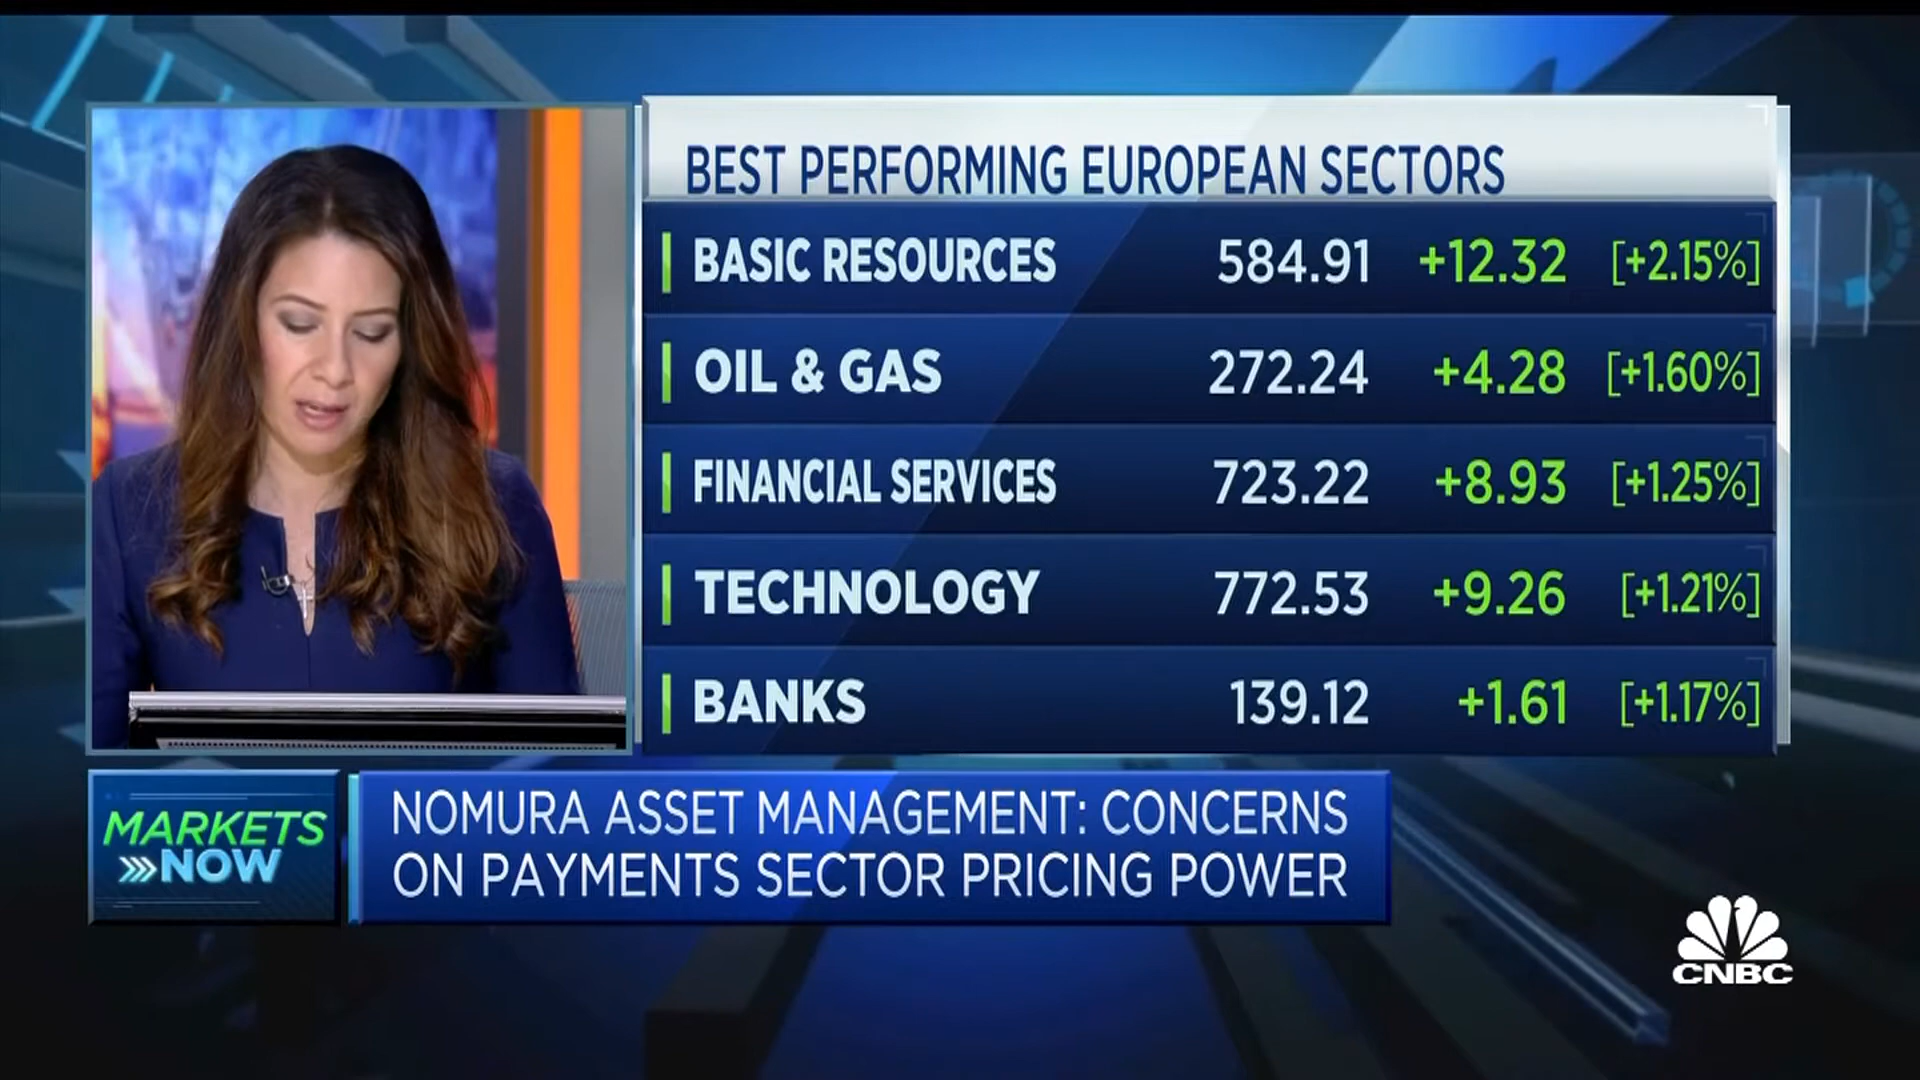 BEST PERFORMING EUROPEAN SECTORS
BASIC RESOURCES 584.91 +12.32 [+2.15%]
OIL & GAS 272.24 +4.28 [+1.60%]
FINANCIAL SERVICES 723.22 +8.93 [+1.25%]
TECHNOLOGY 772.53 +9.26 [+1.21%]
BANKS 139.12 +1.61 [+1.17%]
MARKETS
NOW
NOMURA ASSET MANAGEMENT: CONCERNS
ON PAYMENTS SECTOR PRICING POWER
CNBC